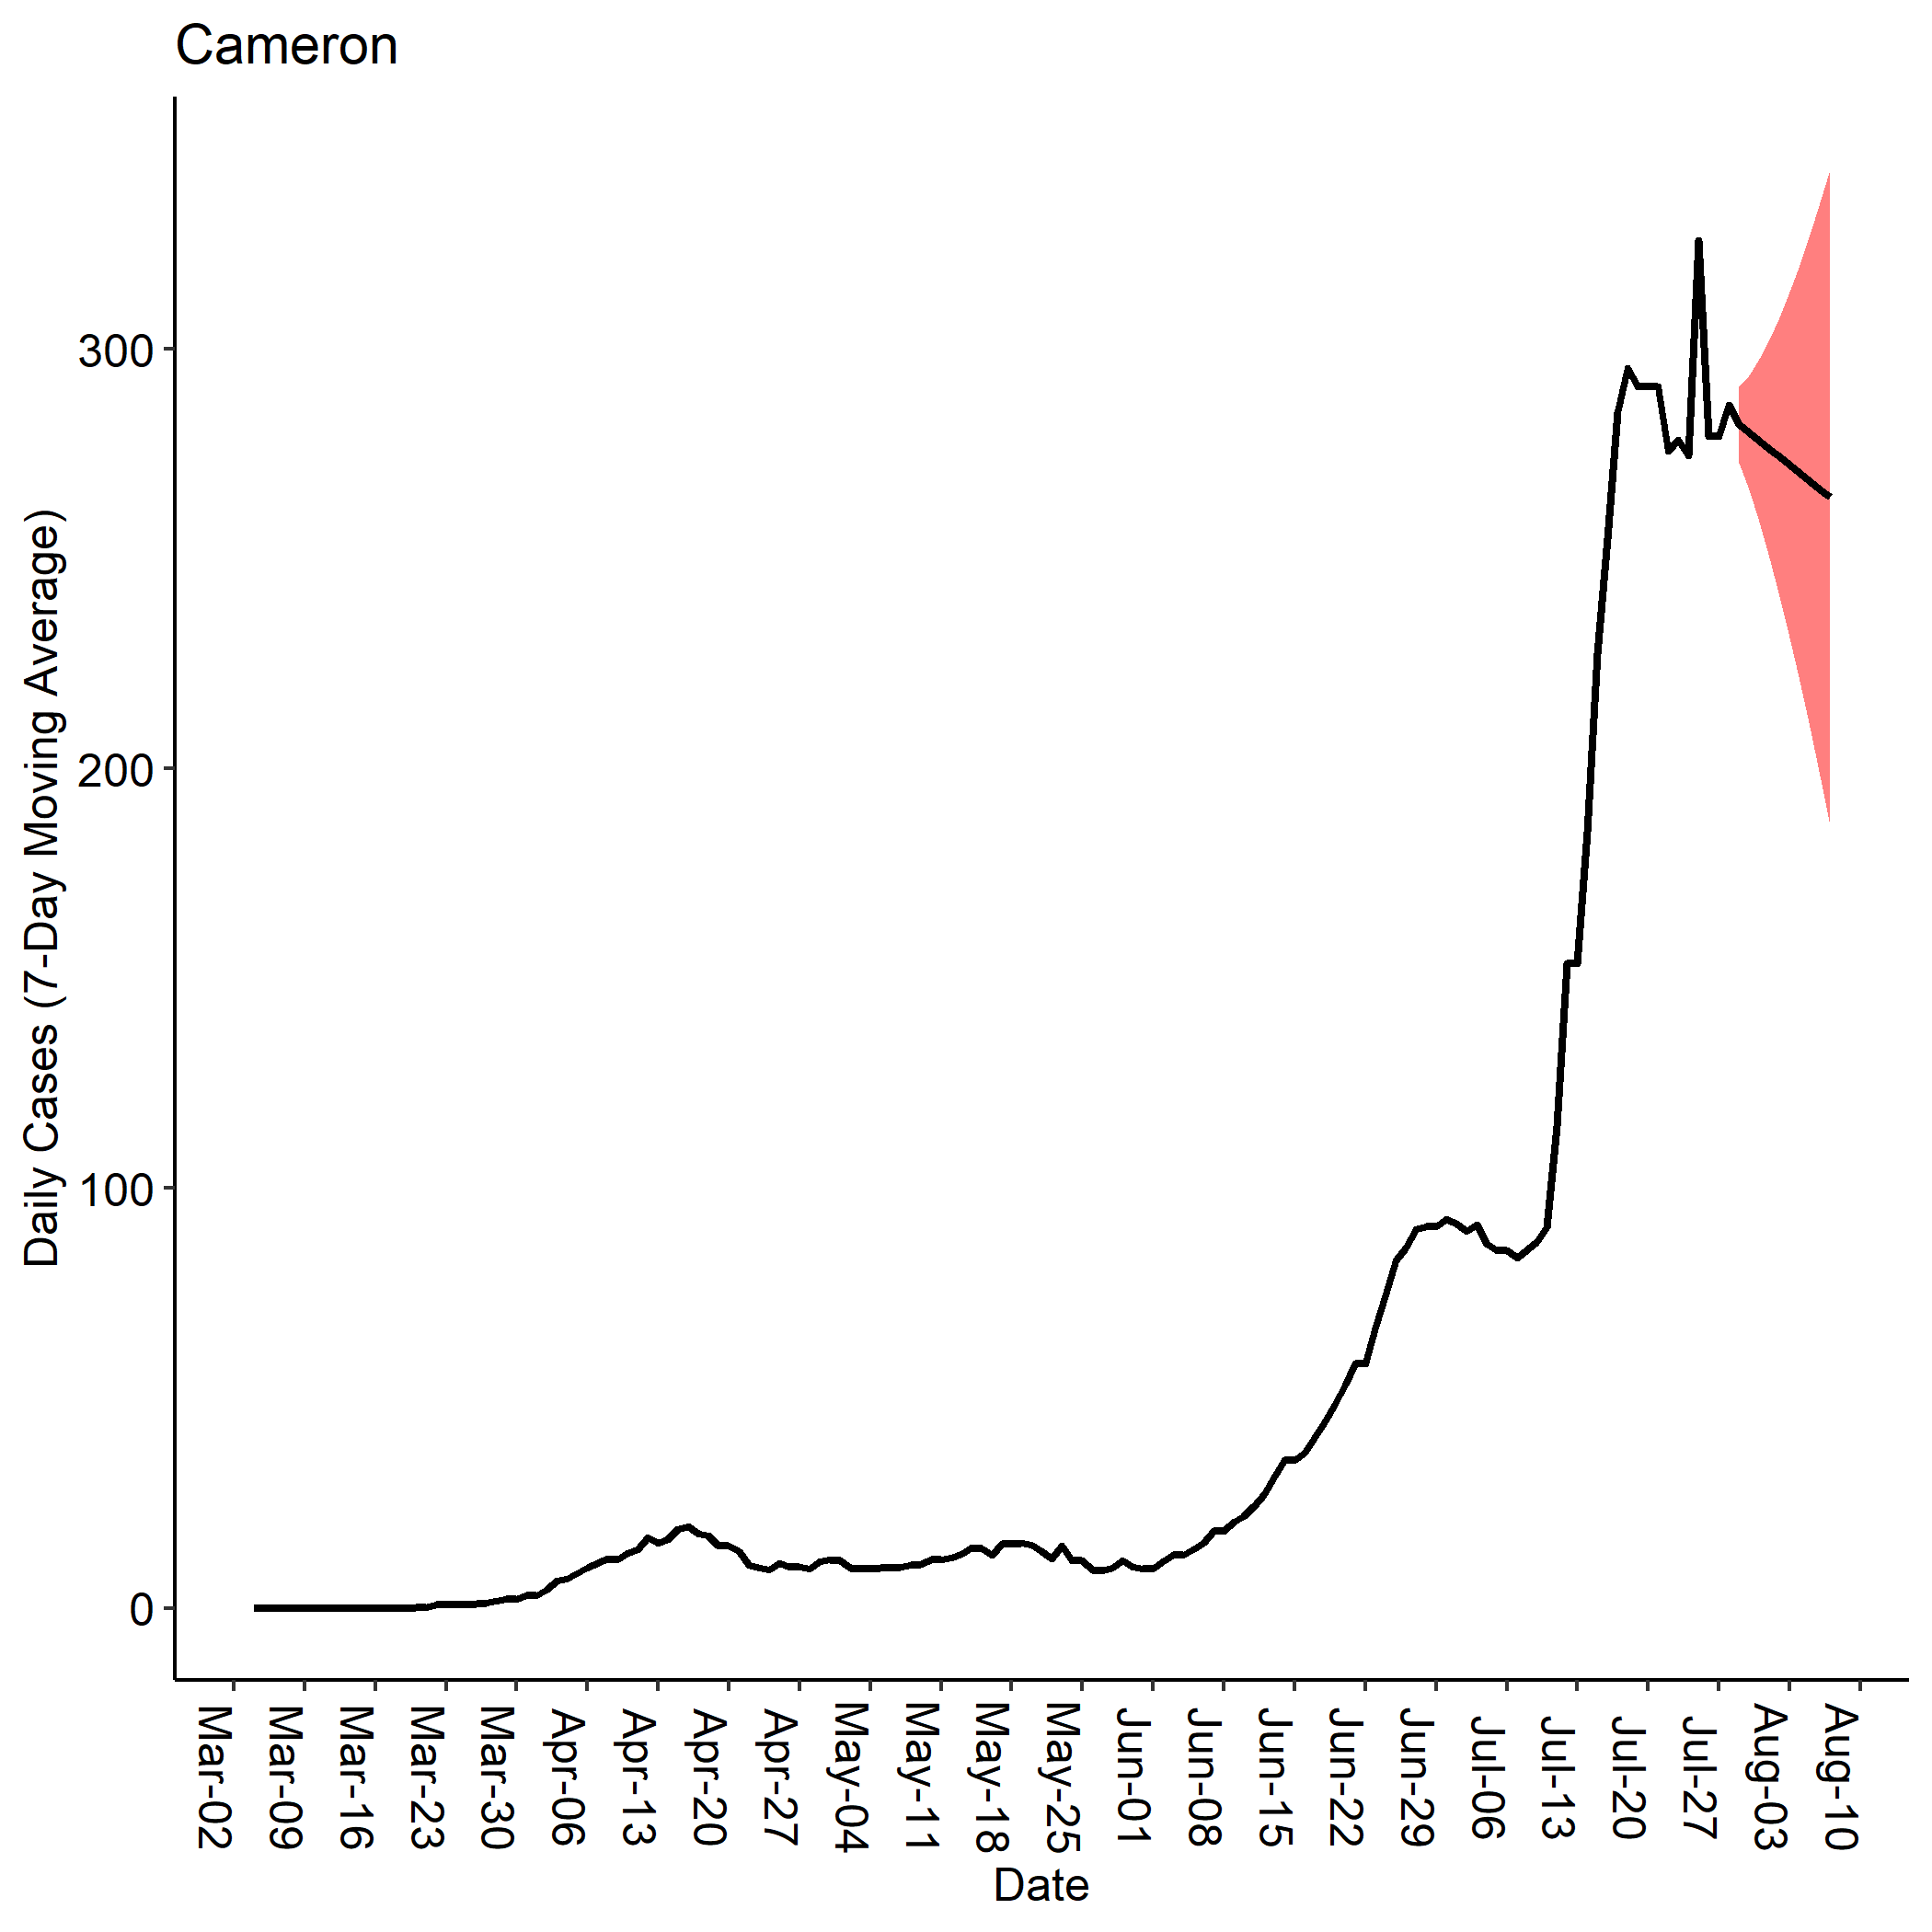 Cameron
Daily Cases (7-Day Moving Average)
300
200
100
0
Mar-02
Mar-09
Mar-16
Mar-23
Mar-30
Apr-06
Apr-13
Apr-20
Apr-27
May-04
May-11
May-18
May-25
Jun-01
Jun-08
Jun-15
Jun-22
Jun-29
Jul-06
Jul-13
Jul-20
Jul-27
Aug-03
Aug-10
Date